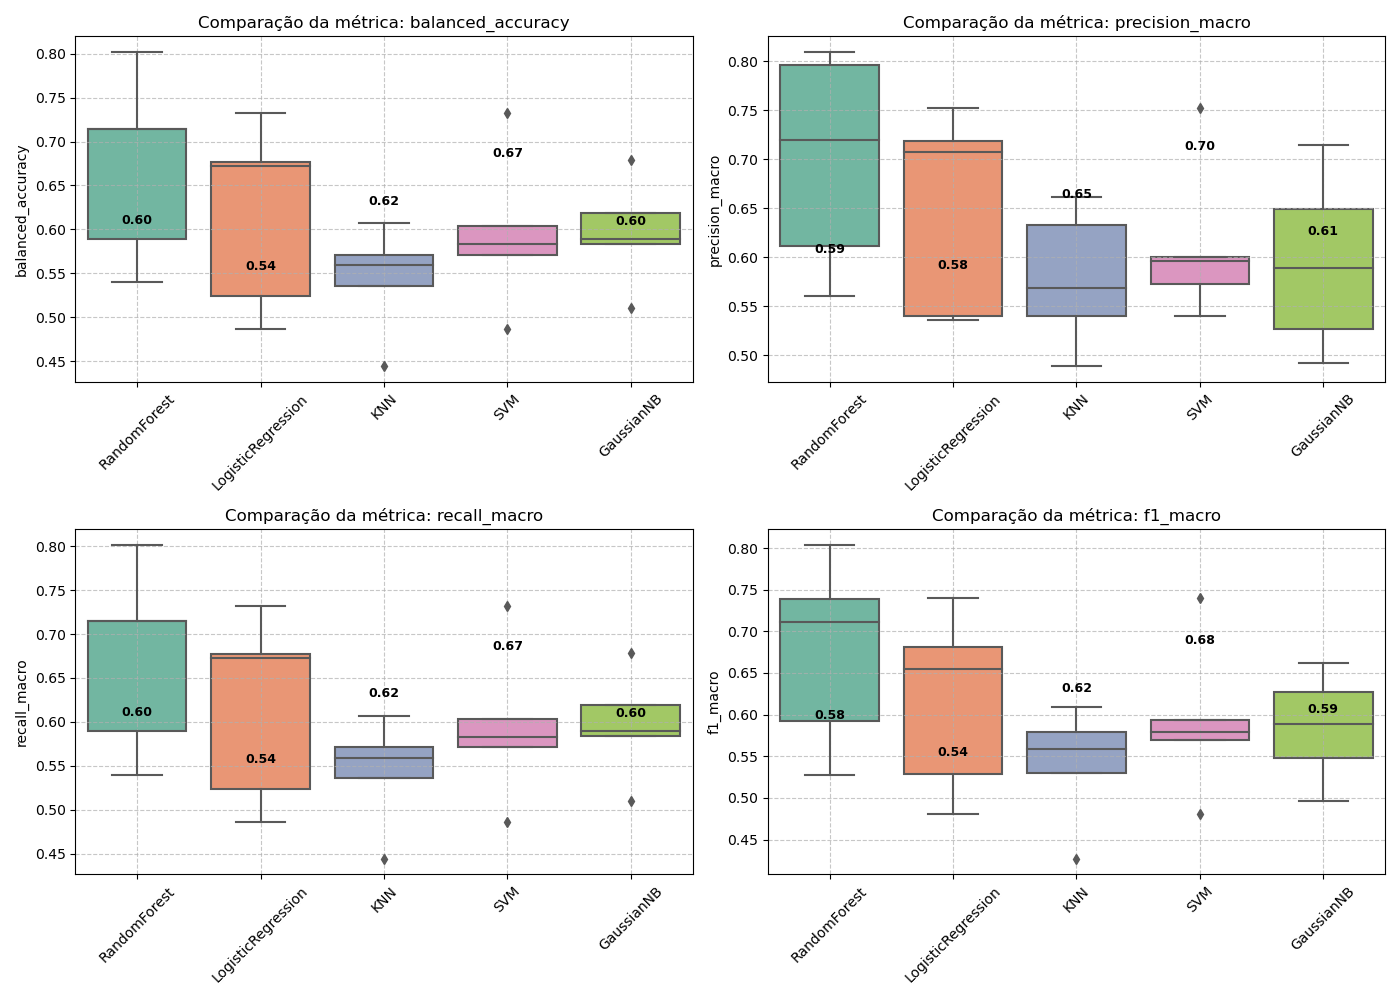 Comparação da métrica: balanced_accuracy
balanced_accuracy
0.80
0.75
0.70
0.65
0.60
0.55
0.50
0.45
0.60
0.54
0.62
0.67
0.60
RandomForest
LogisticRegression
KNN
SVM
GaussianNB
Comparação da métrica: precision_macro
precision_macro
0.80
0.75
0.70
0.65
0.60
0.55
0.50
0.59
0.58
0.65
0.70
0.61
RandomForest
LogisticRegression
KNN
SVM
GaussianNB
Comparação da métrica: recall_macro
recall_macro
0.80
0.75
0.70
0.65
0.60
0.55
0.50
0.45
0.60
0.54
0.62
0.67
0.60
RandomForest
LogisticRegression
KNN
SVM
GaussianNB
Comparação da métrica: f1_macro
f1_macro
0.80
0.75
0.70
0.65
0.60
0.55
0.50
0.45
0.58
0.54
0.62
0.68
0.59
RandomForest
LogisticRegression
KNN
SVM
GaussianNB